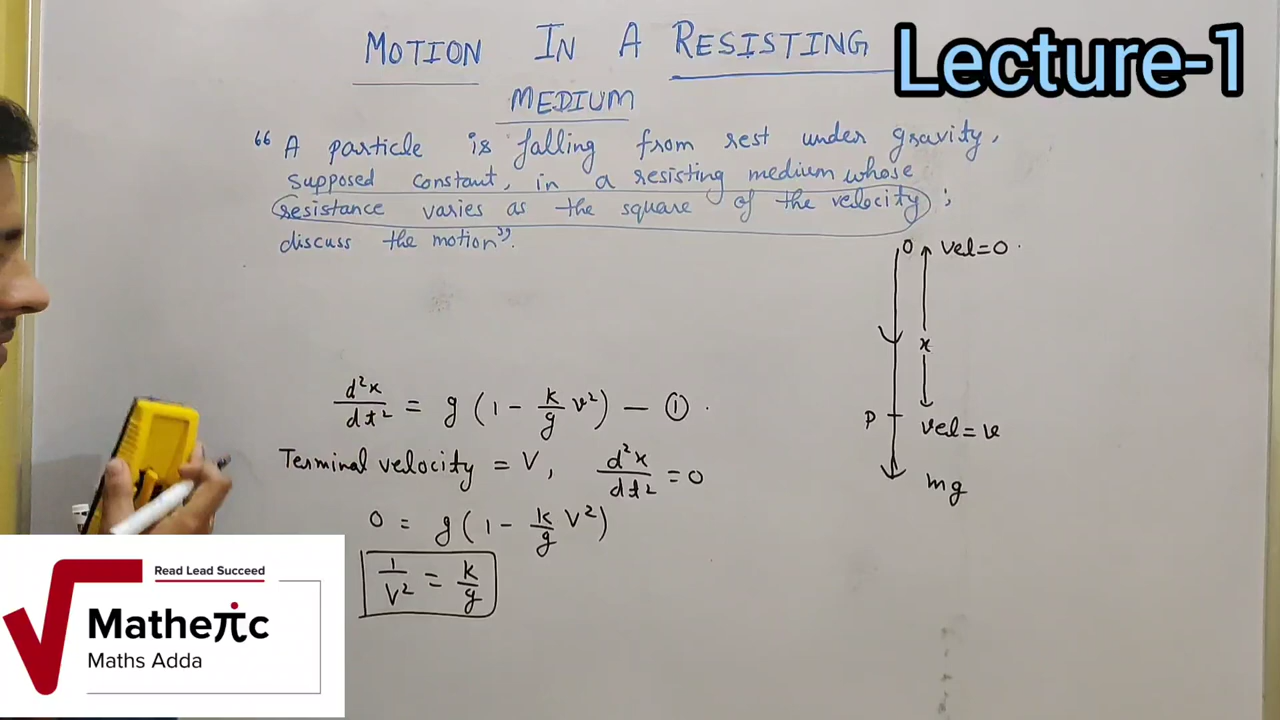 MOTION IN A RESISTING
Lecture-1
MEDIUM
“A particle is falling from rest under gravity,
supposed constant, in a resisting medium whose
resistance varies as the square of the velocity;
discuss the motion”.
O vel=0
x
P vel=v
mg
d²x/dt² = g(1 - k/g v²) — ①
Terminal velocity = V, d²x/dt² = 0
0 = g(1 - k/g V²)
1/V² = k/g
Read Lead Succeed
Matheπc
Maths Adda